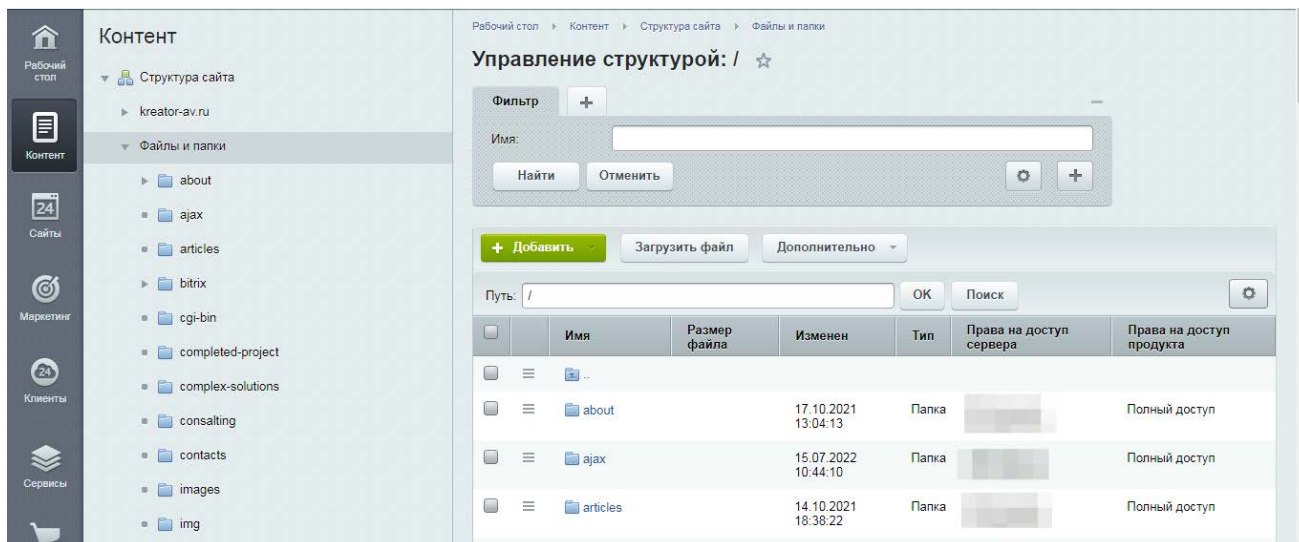 Рабочий
стол
Контент
24
Сайты
Маркетинг
24
Клиенты
Сервисы
Контент
Структура сайта
kreator-av.ru
Файлы и папки
about
ajax
articles
bitrix
cgi-bin
completed-project
complex-solutions
consalting
contacts
images
img
Рабочий стол Контент Структура сайта Файлы и папки
Управление структурой: /
Фильтр
Имя:
Найти Отменить
Добавить Загрузить файл Дополнительно
Путь: / OK Поиск
Имя Размер файла Изменен Тип Права на доступ сервера Права на доступ продукта
..
about 17.10.2021 Папка Полный доступ
13:04:13
ajax 15.07.2022 Папка Полный доступ
10:44:10
articles 14.10.2021 Папка Полный доступ
18:38:22